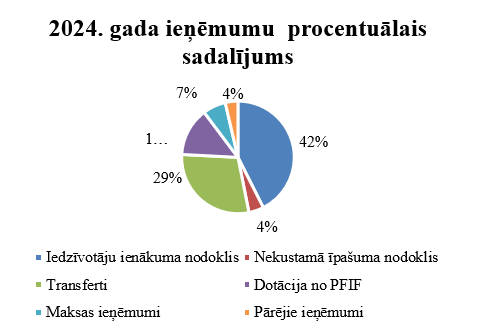 2024. gada ieņēmumu procentuālais
sadalījums
7%
4%
42%
1...
29%
4%
Iedzīvotāju ienākuma nodoklis
Nekustamā īpašuma nodoklis
Transferti
Dotācija no PFIF
Maksas ieņēmumi
Pārējie ieņēmumi